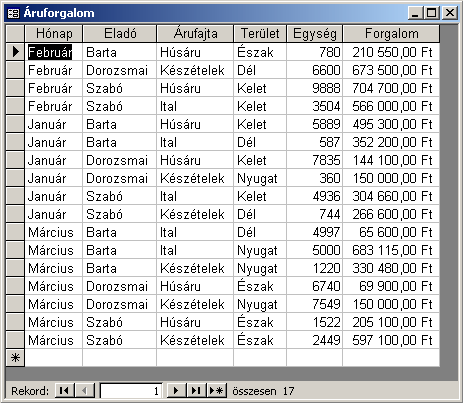 Áruforgalom
Hónap Eladó Árufajta Terület Egység Forgalom
Február Barta Húsáru Észak 780 210 550,00 Ft
Február Dorozsmai Készételek Dél 6600 673 500,00 Ft
Február Szabó Húsáru Kelet 9888 704 700,00 Ft
Február Szabó Ital Kelet 3504 566 000,00 Ft
Január Barta Húsáru Kelet 5889 495 300,00 Ft
Január Barta Ital Dél 587 352 200,00 Ft
Január Dorozsmai Húsáru Kelet 7835 144 100,00 Ft
Január Dorozsmai Készételek Nyugat 360 150 000,00 Ft
Január Szabó Ital Kelet 4936 304 660,00 Ft
Január Szabó Készételek Dél 744 266 600,00 Ft
Március Barta Ital Dél 4997 65 600,00 Ft
Március Barta Ital Nyugat 5000 683 115,00 Ft
Március Barta Készételek Nyugat 1220 330 480,00 Ft
Március Dorozsmai Húsáru Észak 6740 69 900,00 Ft
Március Dorozsmai Készételek Nyugat 7549 150 000,00 Ft
Március Szabó Húsáru Észak 1522 205 100,00 Ft
Március Szabó Készételek Észak 2449 597 100,00 Ft
Rekord: 1 összesen 17